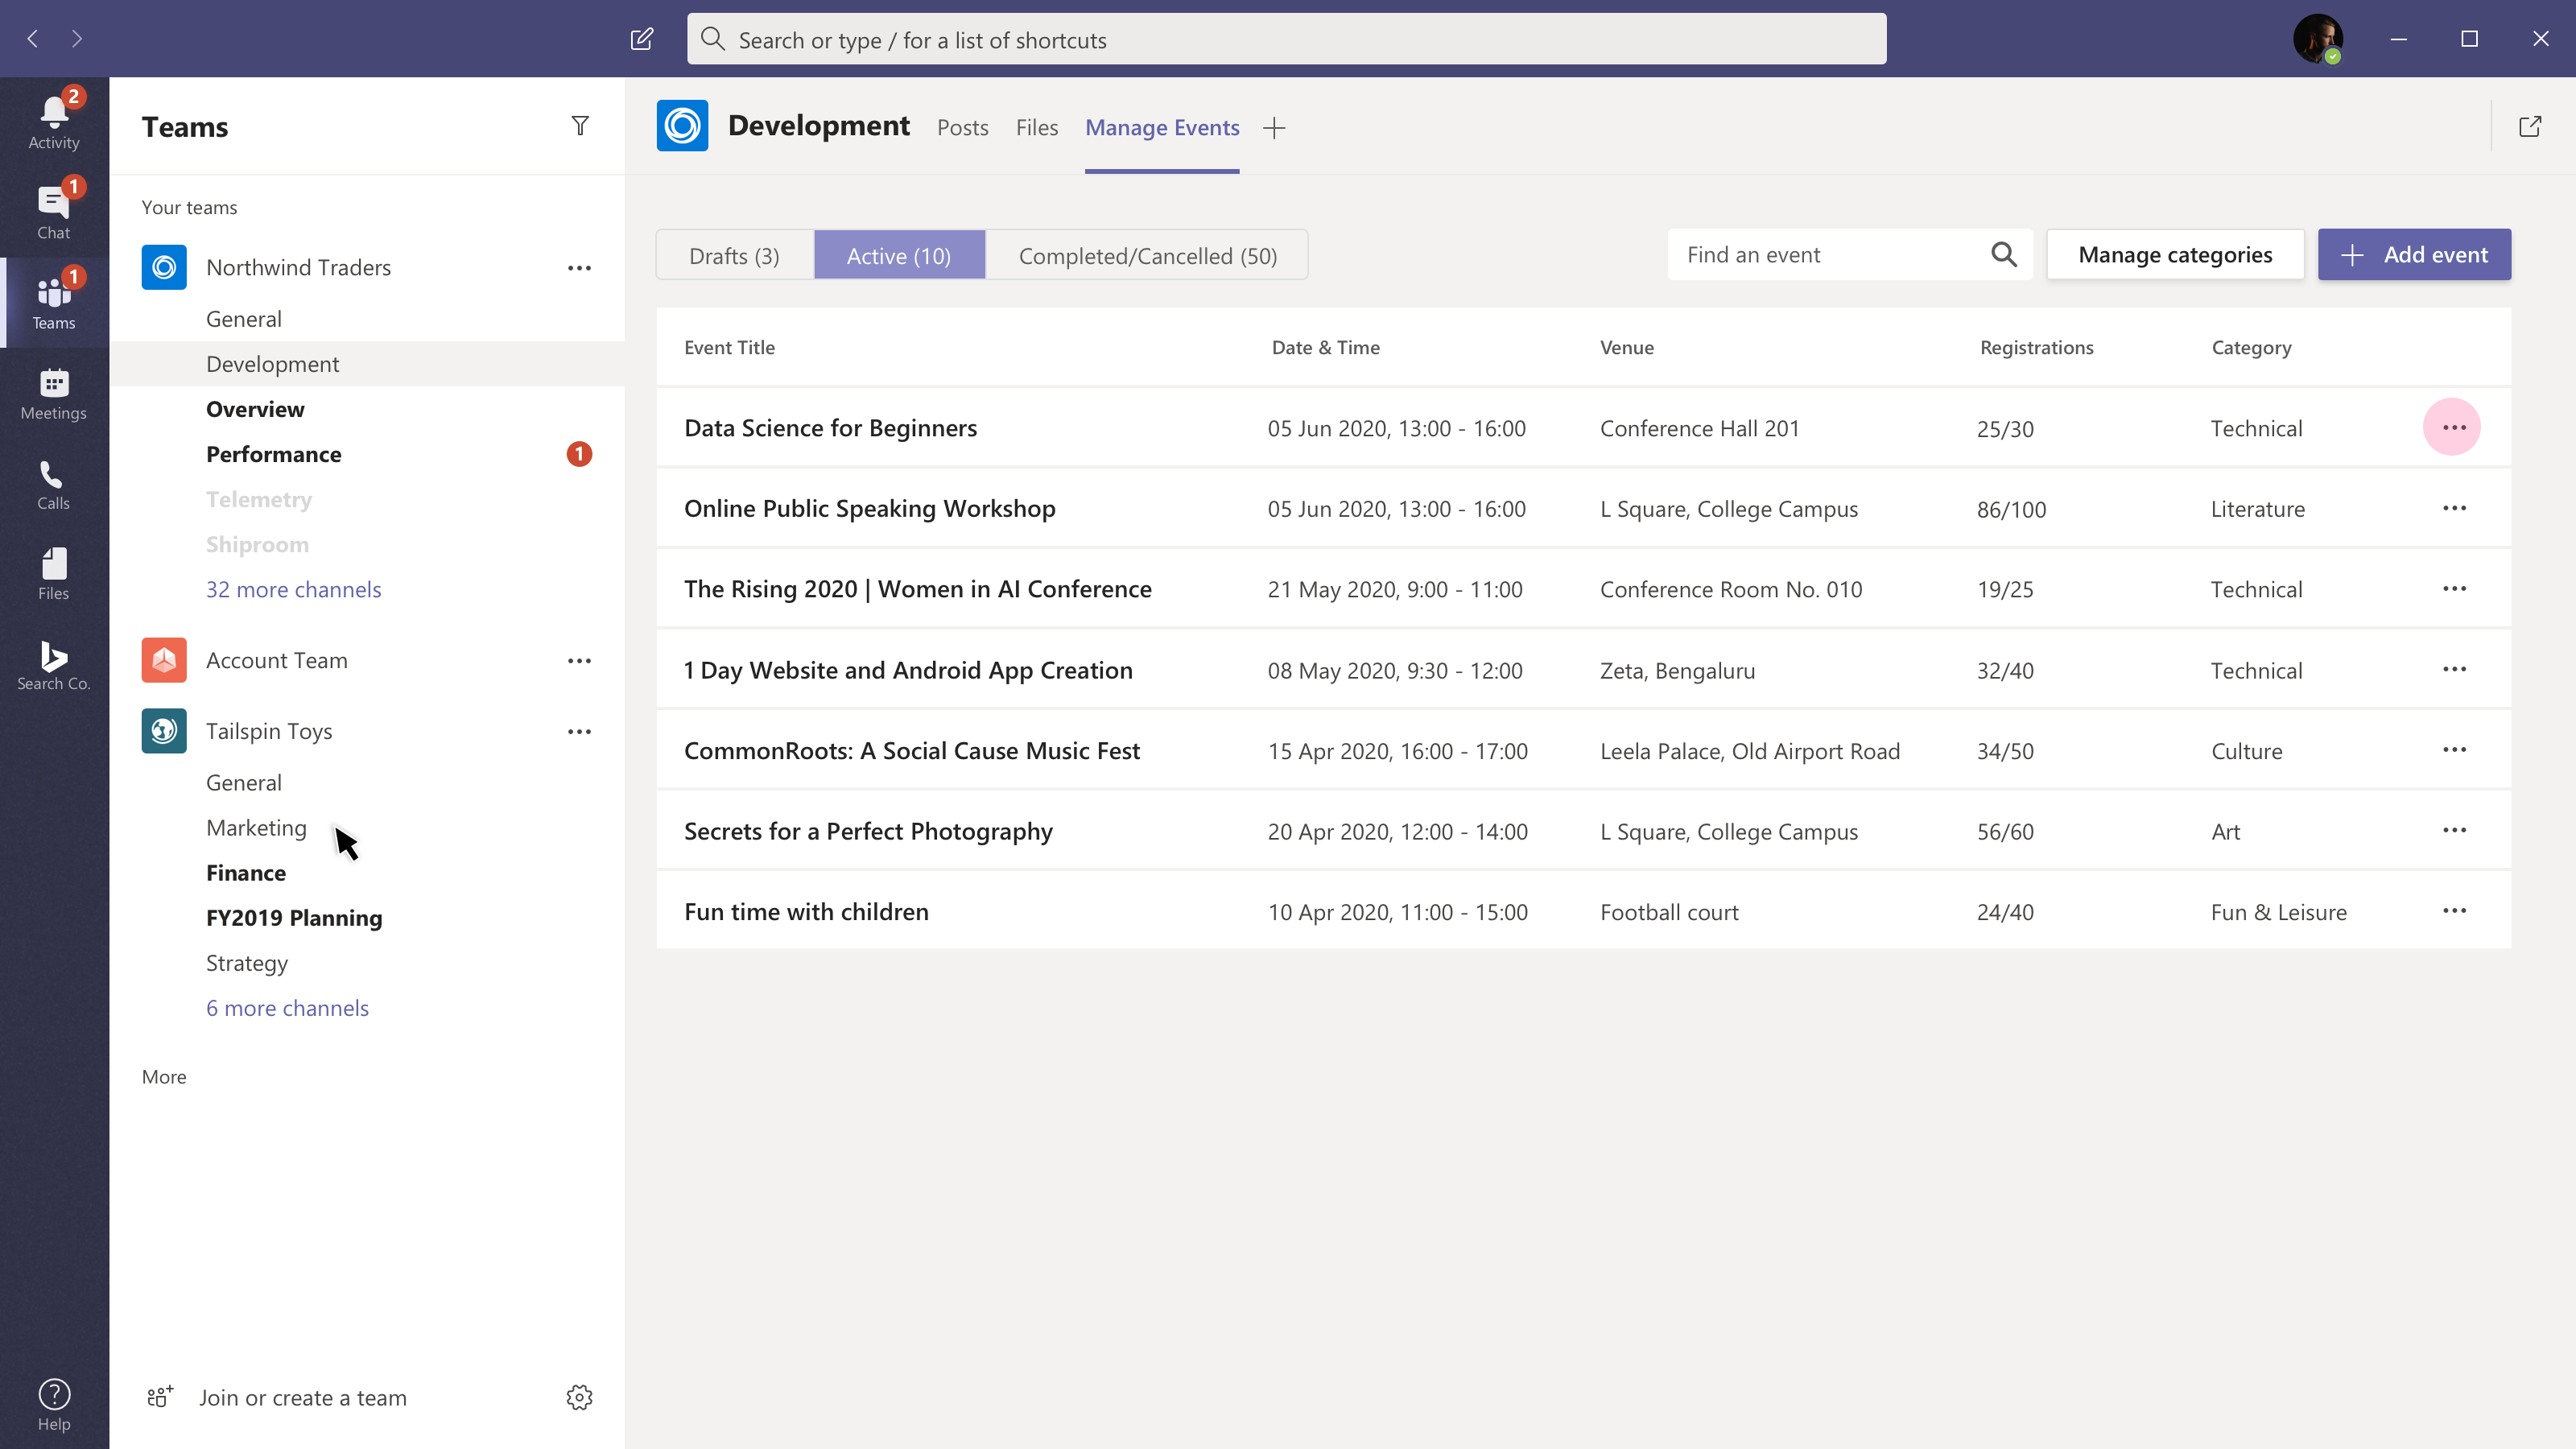 Search or type / for a list of shortcuts
2
Activity
1
Chat
1
Teams
Meetings
Calls
Files
Search Co.
Help
Teams
Your teams
Northwind Traders
General
Development
Overview
Performance 1
Telemetry
Shiproom
32 more channels
Account Team
Tailspin Toys
General
Marketing
Finance
FY2019 Planning
Strategy
6 more channels
More
Join or create a team
Development Posts Files Manage Events
Drafts (3) Active (10) Completed/Cancelled (50) Find an event Manage categories Add event
Event Title Date & Time Venue Registrations Category
Data Science for Beginners 05 Jun 2020, 13:00 - 16:00 Conference Hall 201 25/30 Technical
Online Public Speaking Workshop 05 Jun 2020, 13:00 - 16:00 L Square, College Campus 86/100 Literature
The Rising 2020 | Women in AI Conference 21 May 2020, 9:00 - 11:00 Conference Room No. 010 19/25 Technical
1 Day Website and Android App Creation 08 May 2020, 9:30 - 12:00 Zeta, Bengaluru 32/40 Technical
CommonRoots: A Social Cause Music Fest 15 Apr 2020, 16:00 - 17:00 Leela Palace, Old Airport Road 34/50 Culture
Secrets for a Perfect Photography 20 Apr 2020, 12:00 - 14:00 L Square, College Campus 56/60 Art
Fun time with children 10 Apr 2020, 11:00 - 15:00 Football court 24/40 Fun & Leisure